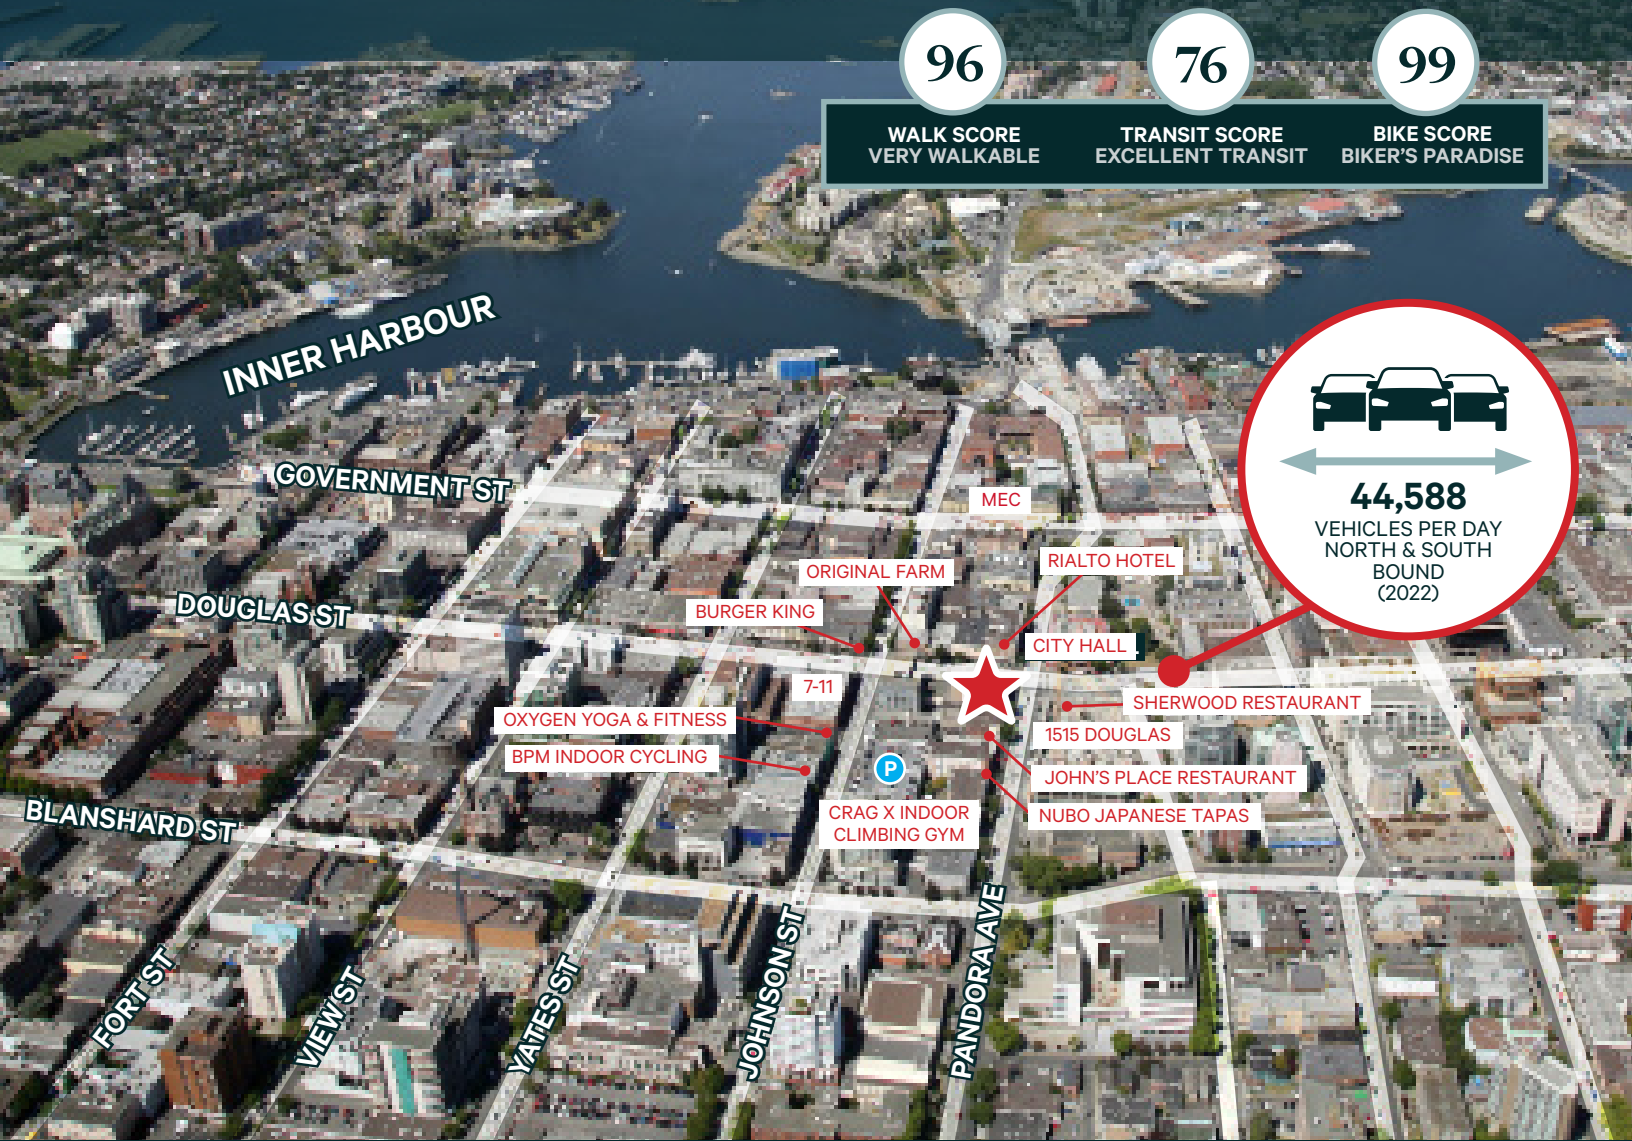 96
76
99
WALK SCORE
VERY WALKABLE
TRANSIT SCORE
EXCELLENT TRANSIT
BIKE SCORE
BIKER'S PARADISE
INNER HARBOUR
44,588
VEHICLES PER DAY
NORTH & SOUTH
BOUND
(2022)
GOVERNMENT ST
MEC
RIALTO HOTEL
ORIGINAL FARM
BURGER KING
DOUGLAS ST
CITY HALL
7-11
SHERWOOD RESTAURANT
OXYGEN YOGA & FITNESS
1515 DOUGLAS
BPM INDOOR CYCLING
P
JOHN'S PLACE RESTAURANT
CRAG X INDOOR
CLIMBING GYM
NUBO JAPANESE TAPAS
BLANSHARD ST
FORT ST
VIEW ST
YATES ST
JOHNSON ST
PANDORA AVE